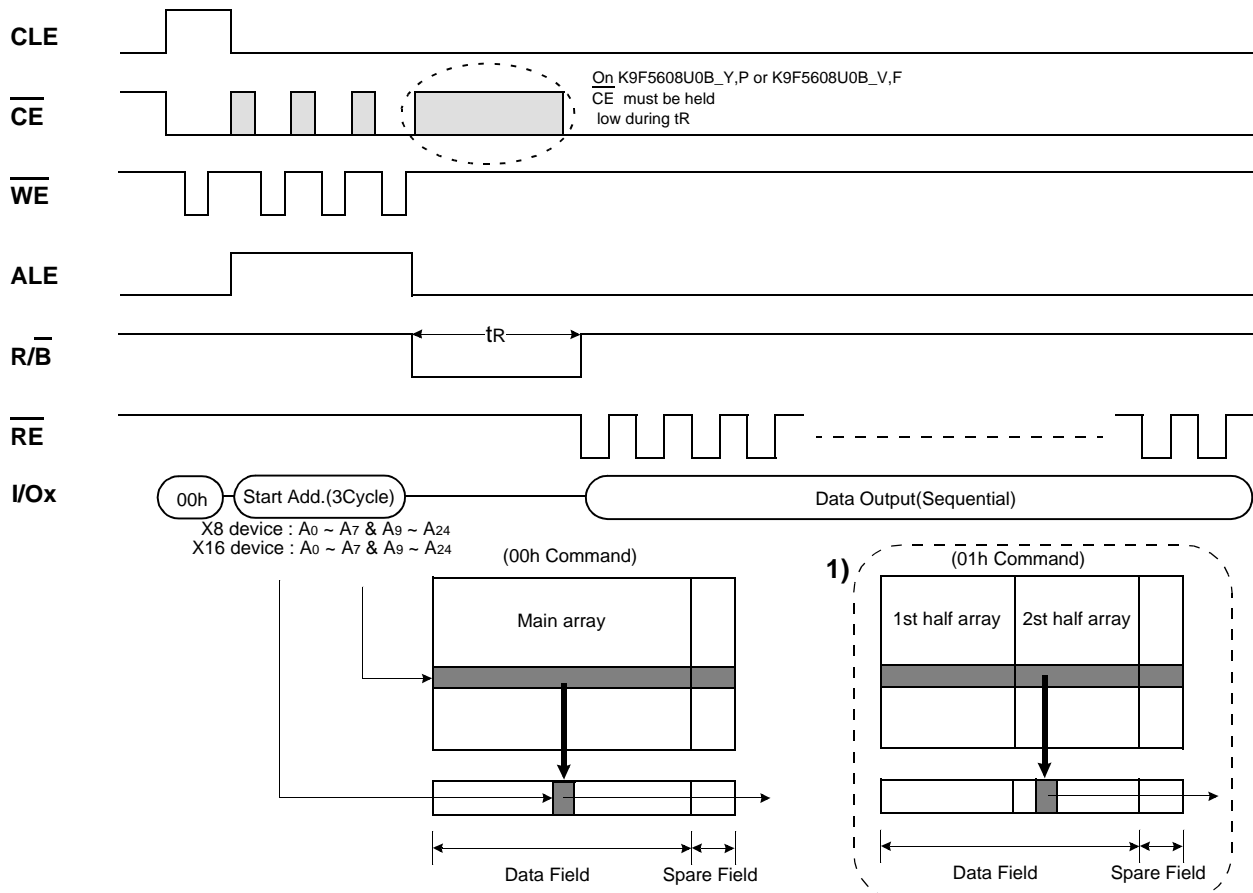 CLE
CE
On K9F5608U0B_Y,P or K9F5608U0B_V,F
CE must be held
low during tR
WE
ALE
R/B
tR
RE
I/Ox
00h
Start Add.(3Cycle)
Data Output(Sequential)
X8 device : A0 ~ A7 & A9 ~ A24
X16 device : A0 ~ A7 & A9 ~ A24
(00h Command)
Main array
Data Field
Spare Field
1)
(01h Command)
1st half array
2st half array
Data Field
Spare Field